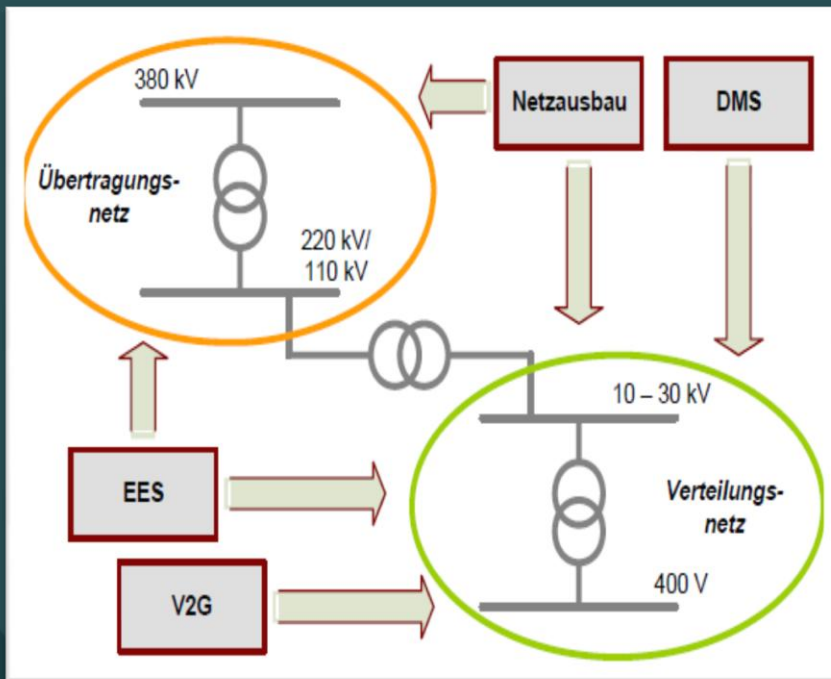 380 kV
Netzausbau
DMS
Übertragungs-
netz
220 kV/
110 kV
10 – 30 kV
EES
Verteilungs-
netz
V2G
400 V